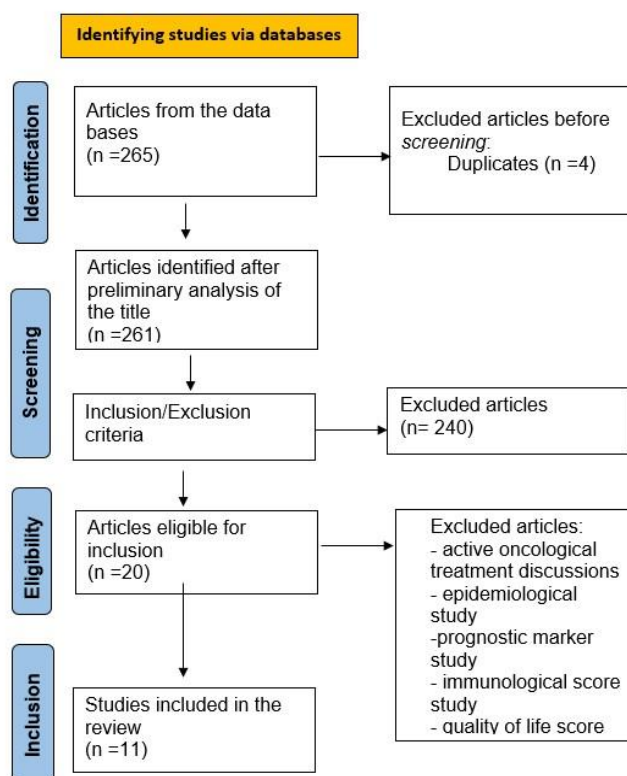 Identifying studies via databases
Identification
Articles from the data
bases
(n =265)
Excluded articles before
screening:
Duplicates (n =4)
Screening
Articles identified after
preliminary analysis of
the title
(n =261)
Inclusion/Exclusion
criteria
Excluded articles
(n= 240)
Eligibility
Articles eligible for
inclusion
(n =20)
Excluded articles:
- active oncological
treatment discussions
- epidemiological
study
-prognostic marker
study
- immunological score
study
- quality of life score
Inclusion
Studies included in the
review
(n =11)